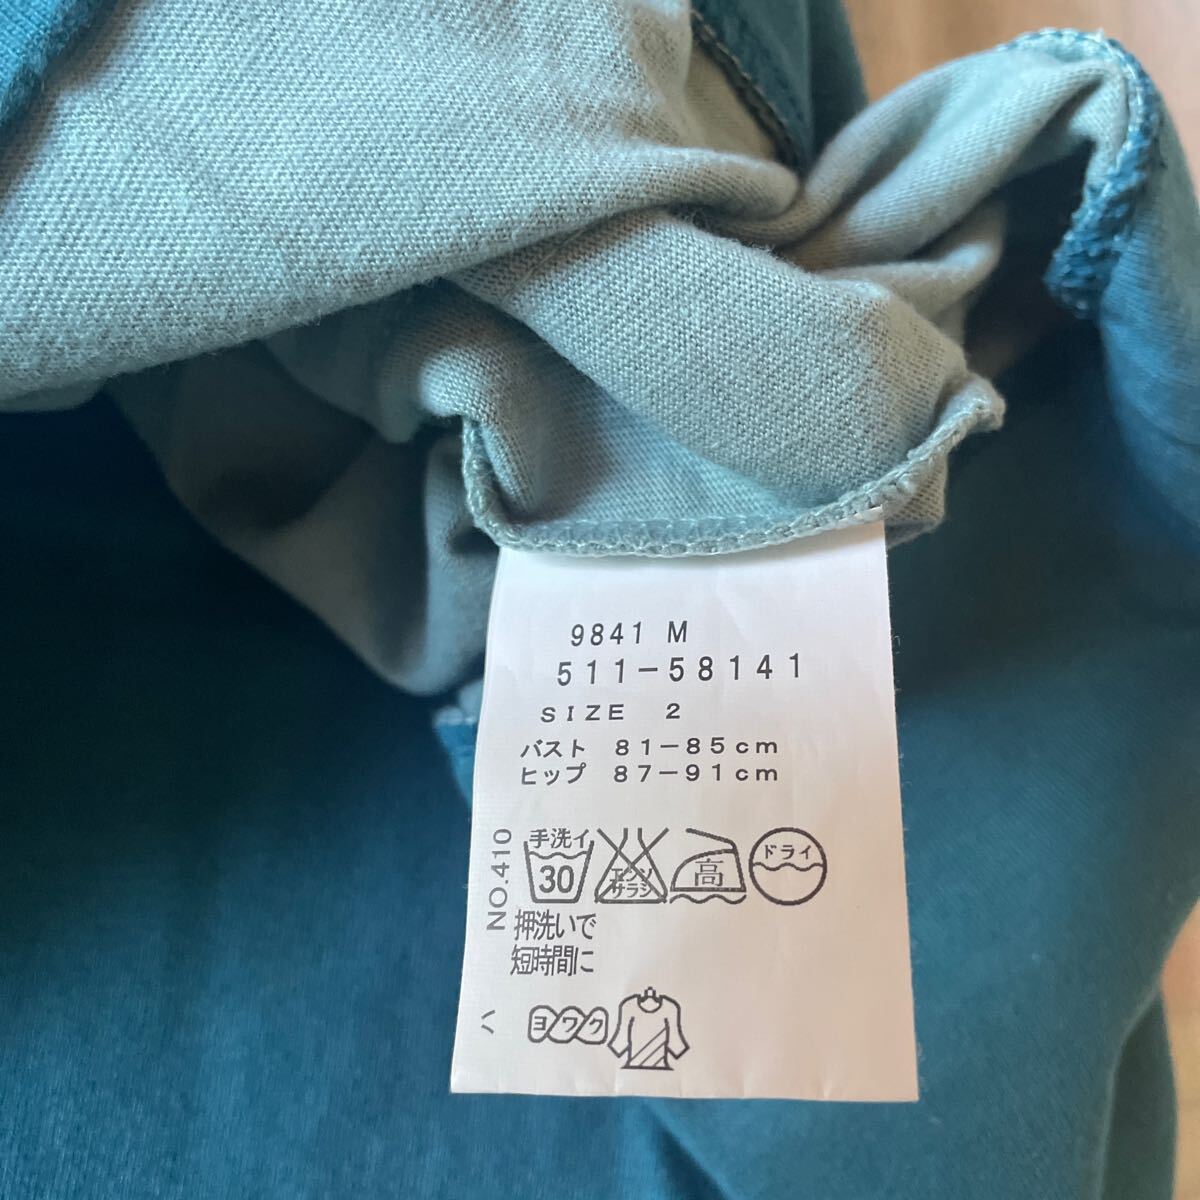 9841 M
511-58141
SIZE 2
バスト 81-85cm
ヒップ 87-91cm
NO.410
手洗イ
30
エンソ
サラシ
高
ドライ
押洗いで
短時間に
ハ
ヨワク